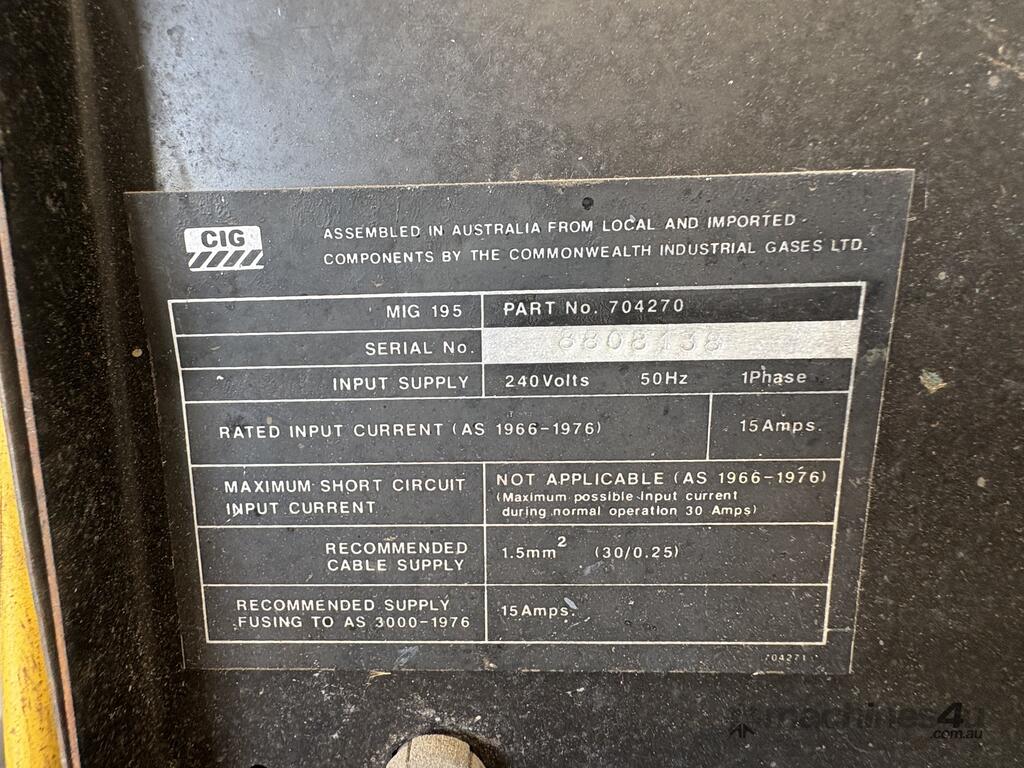 CIG
ASSEMBLED IN AUSTRALIA FROM LOCAL AND IMPORTED
COMPONENTS BY THE COMMONWEALTH INDUSTRIAL GASES LTD.
MIG 195 PART No. 704270
SERIAL No. 8808138
INPUT SUPPLY 240Volts 50Hz 1Phase
RATED INPUT CURRENT (AS 1966-1976) 15Amps.
MAXIMUM SHORT CIRCUIT
INPUT CURRENT
NOT APPLICABLE (AS 1966-1976)
(Maximum possible input current
during normal operation 30 Amps)
RECOMMENDED
CABLE SUPPLY
1.5mm² (30/0.25)
RECOMMENDED SUPPLY
FUSING TO AS 3000-1976
15Amps.
704271
machines4u
.com.au